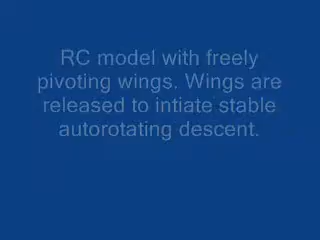 RC model with freely
pivoting wings. Wings are
released to intiate stable
autorotating descent.